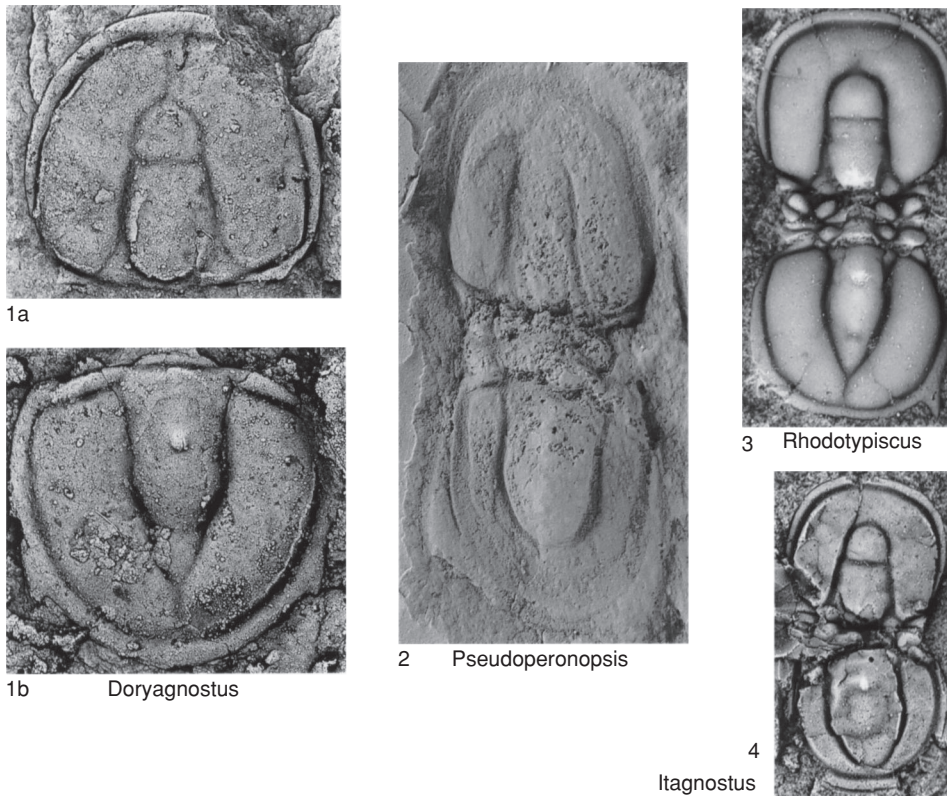 1a
1b Doryagnostus
2 Pseudoperonopsis
3 Rhodotypiscus
4
Itagnostus